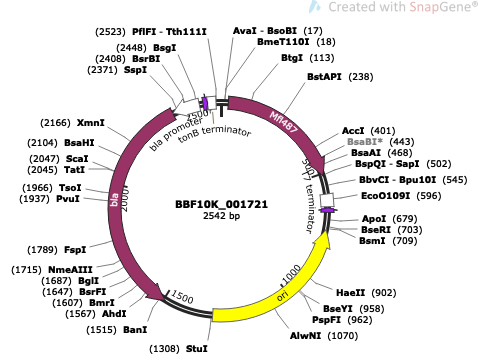 Created with SnapGene®
(2523) PflFI - Tth111I
(2448) BsgI
(2408) BsrBI
(2371) SspI
(2166) XmnI
(2104) BsaHI
(2047) ScaI
(2045) TatI
(1966) TsoI
(1937) PvuI
(1789) FspI
(1715) NmeAIII
(1687) BglI
(1647) BsrFI
(1607) BmrI
(1567) AhdI
(1515) BanI
(1308) StuI
AvaI - BsoBI (17)
BmeT110I (18)
BtgI (113)
BstAPI (238)
AccI (401)
BsaBI* (443)
BsaAI (468)
BspQI - SapI (502)
BbvCI - Bpu10I (545)
EcoO109I (596)
ApoI (679)
BseRI (703)
BsmI (709)
HaeII (902)
BseYI (958)
PspFI (962)
AlwNI (1070)
bla promoter
tonB terminator
Mfl487
T7 terminator
bla
ori
500
1000
1500
2000
2500
BBF10K_001721
2542 bp